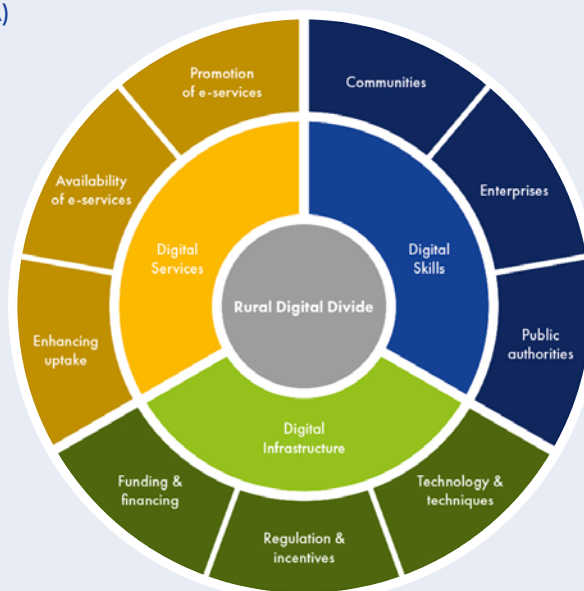 Promotion
of e-services
Communities
Availability
of e-services
Enterprises
Digital
Services
Digital
Skills
Rural Digital Divide
Enhancing
uptake
Public
authorities
Digital
Infrastructure
Funding &
financing
Technology &
techniques
Regulation &
incentives